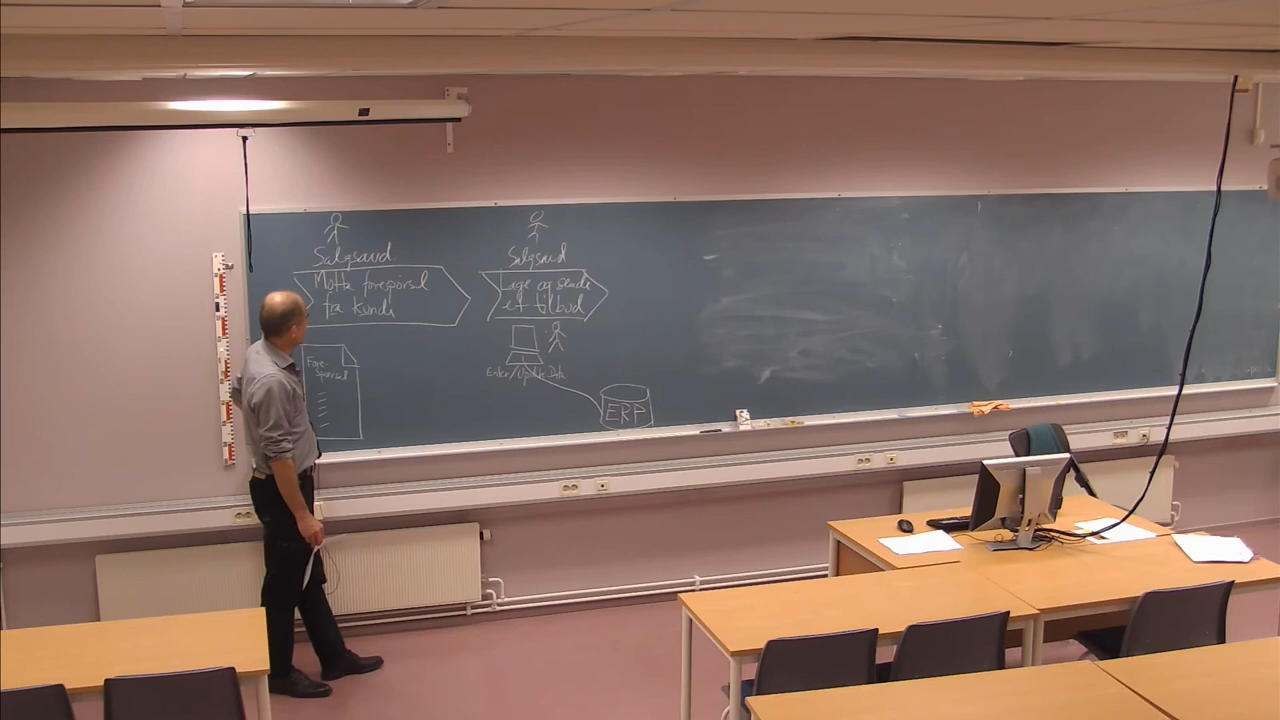 Salgsavd.
Motta forespørsel
fra kunde
Fore-
spørsel
Salgsavd
Lage og sende
et tilbud
Enter/Update Data
ERP